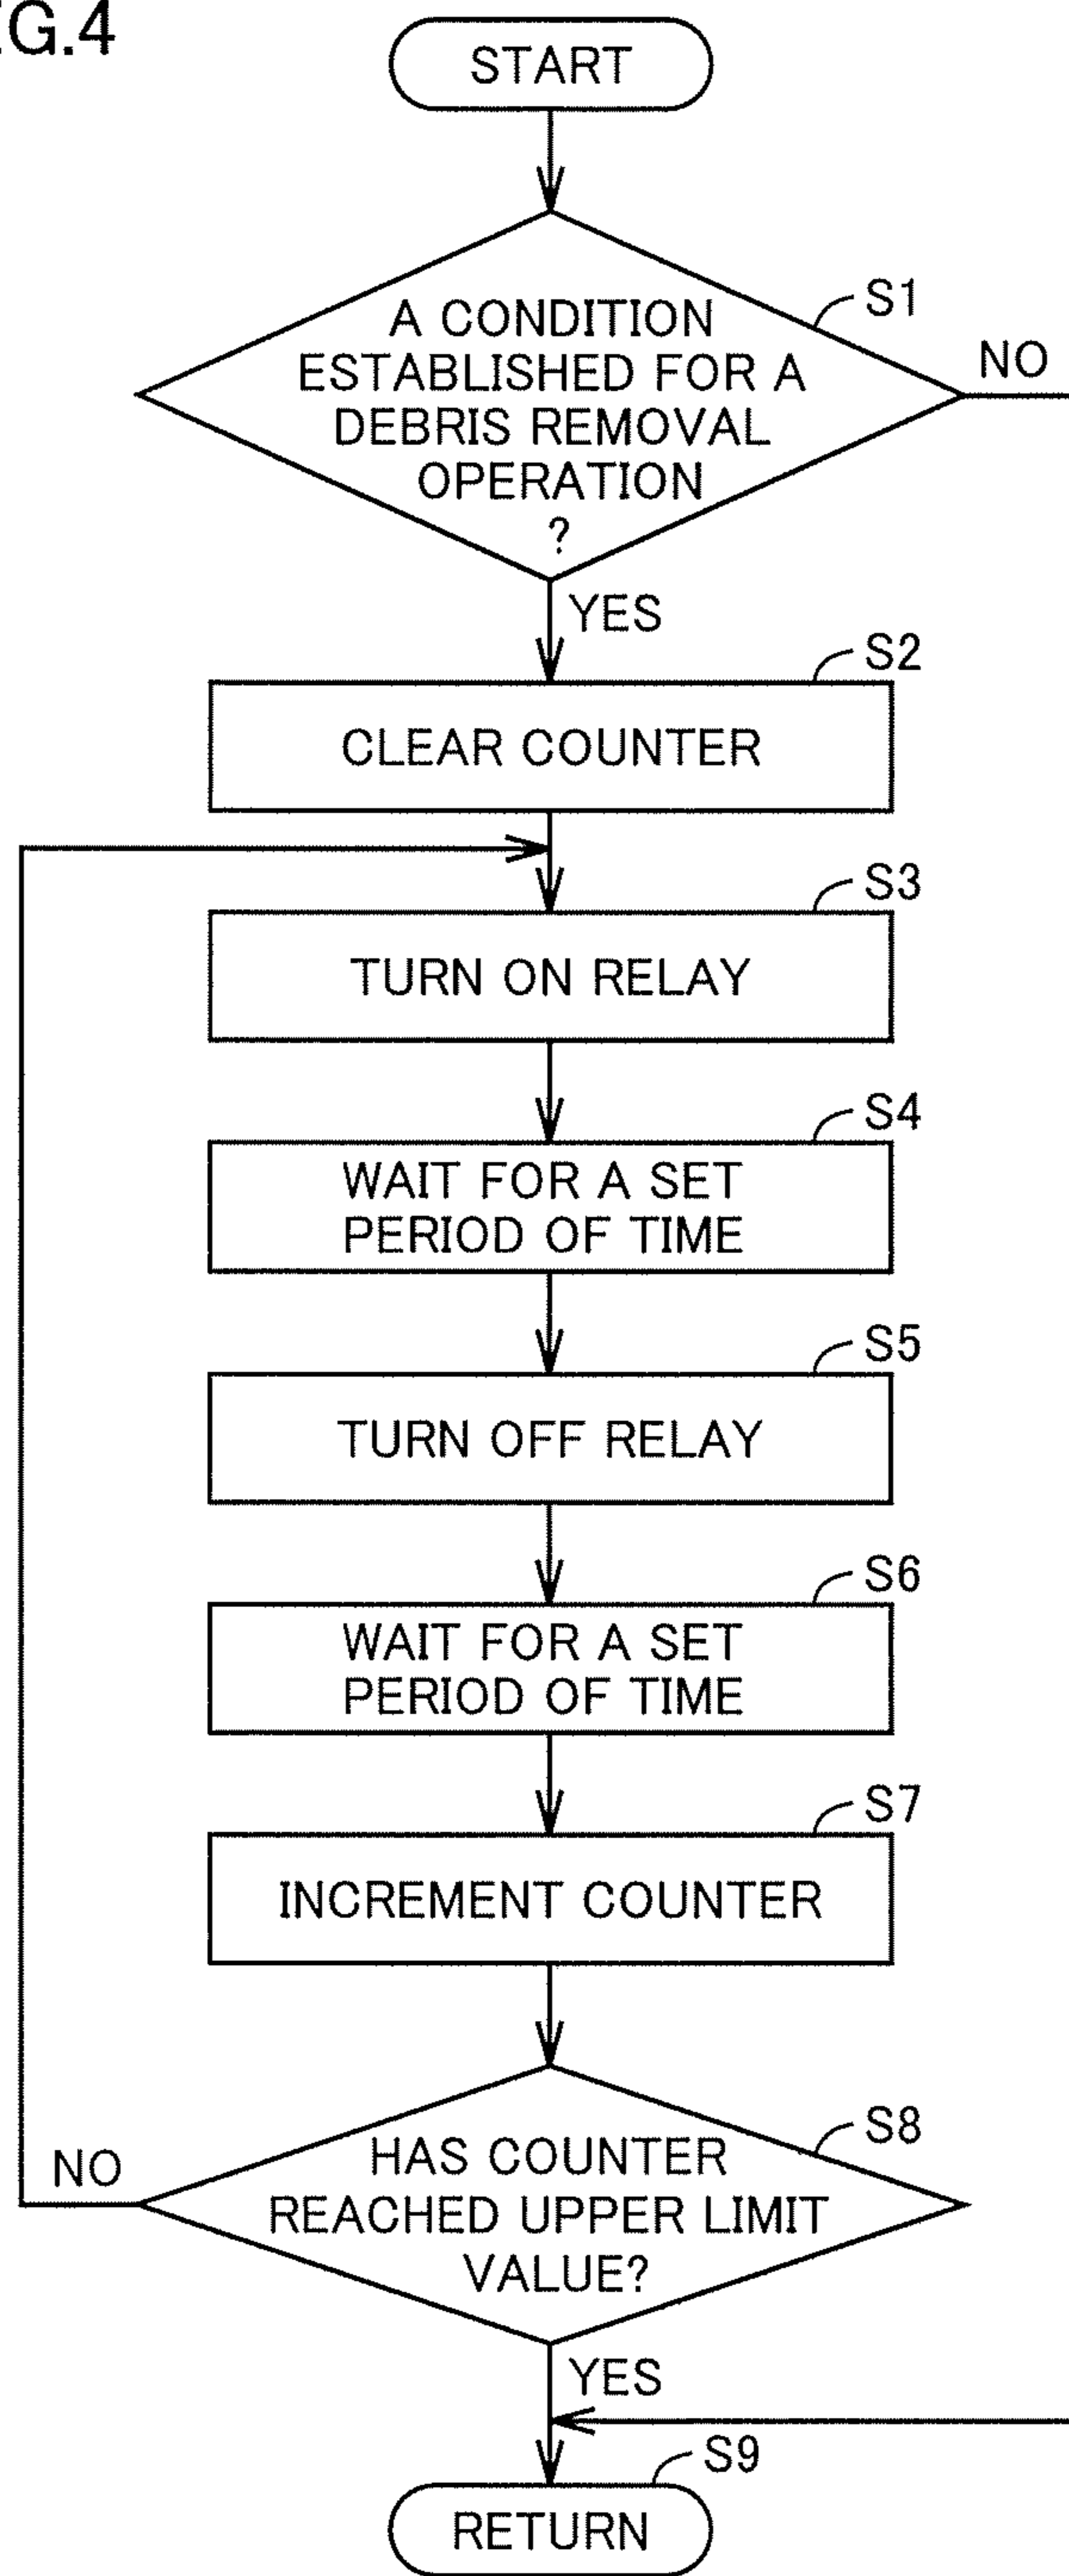 G.4
START
A CONDITION
ESTABLISHED FOR A
DEBRIS REMOVAL
OPERATION
?
S1
NO
YES
S2
CLEAR COUNTER
S3
TURN ON RELAY
S4
WAIT FOR A SET
PERIOD OF TIME
S5
TURN OFF RELAY
S6
WAIT FOR A SET
PERIOD OF TIME
S7
INCREMENT COUNTER
S8
NO
HAS COUNTER
REACHED UPPER LIMIT
VALUE?
YES
S9
RETURN